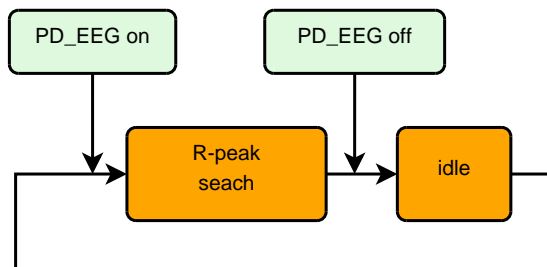 PD_EEG on
PD_EEG off
R-peak
seach
idle